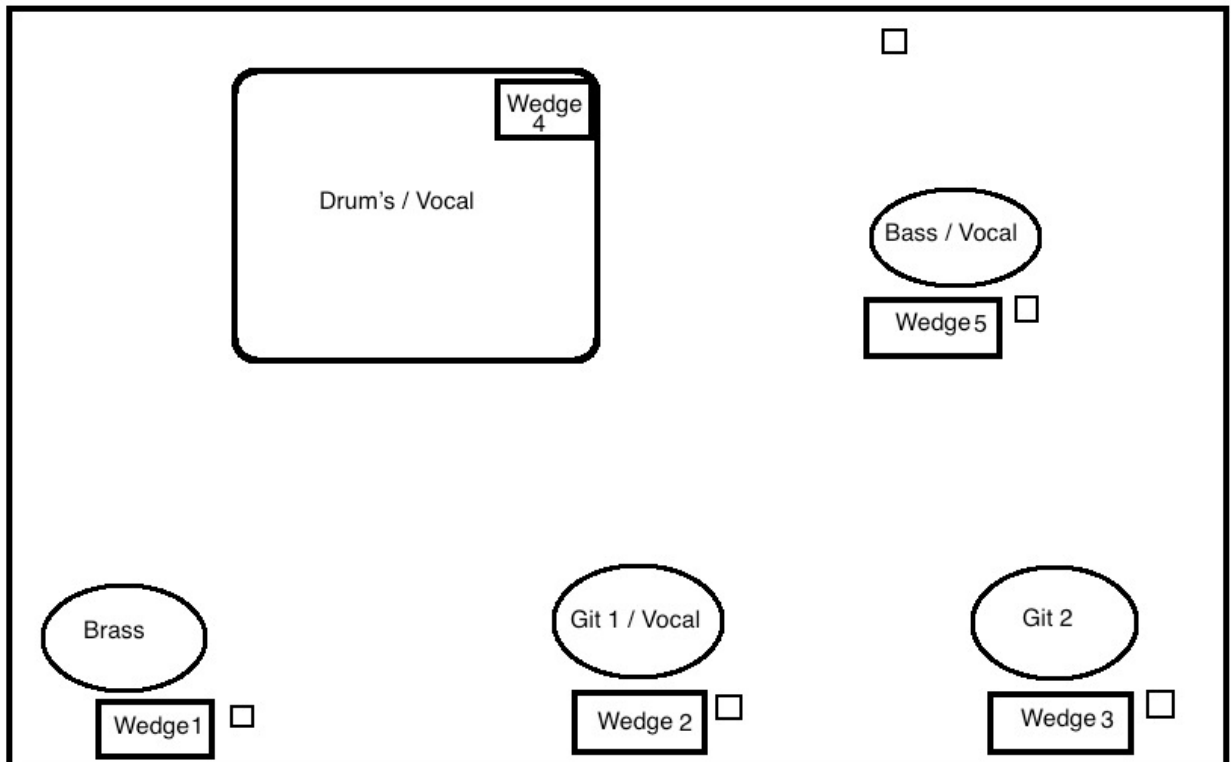 Wedge
4
Drum's / Vocal
Bass / Vocal
Wedge 5
Brass
Git 1 / Vocal
Git 2
Wedge 1
Wedge 2
Wedge 3